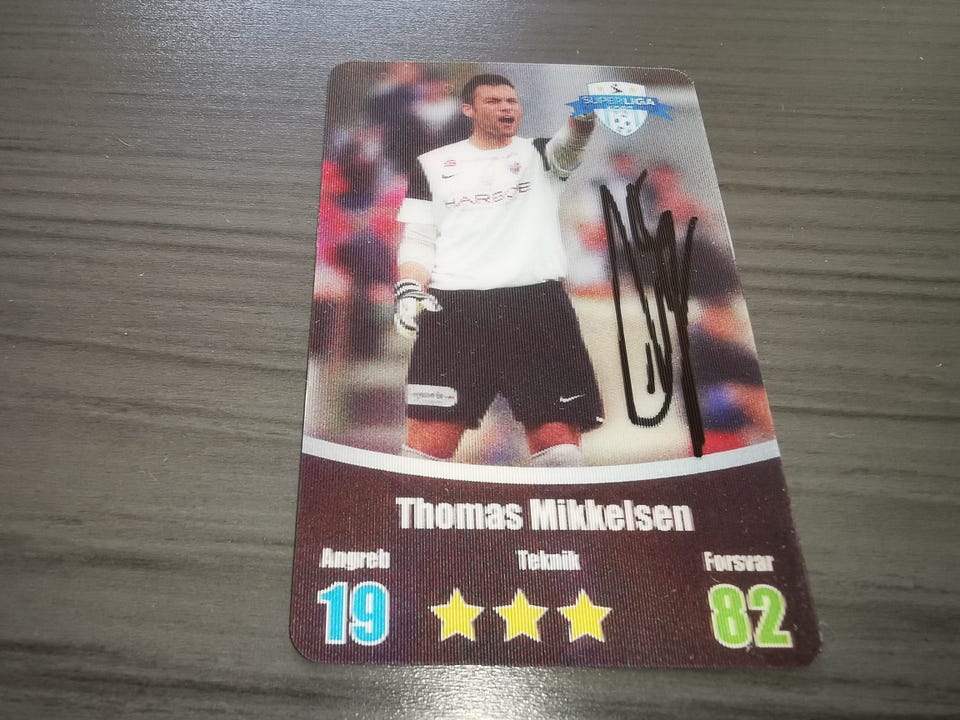 SUPERLIGA
HARBOE
Thomas Mikkelsen
Angreb
Teknik
Forsvar
19
82